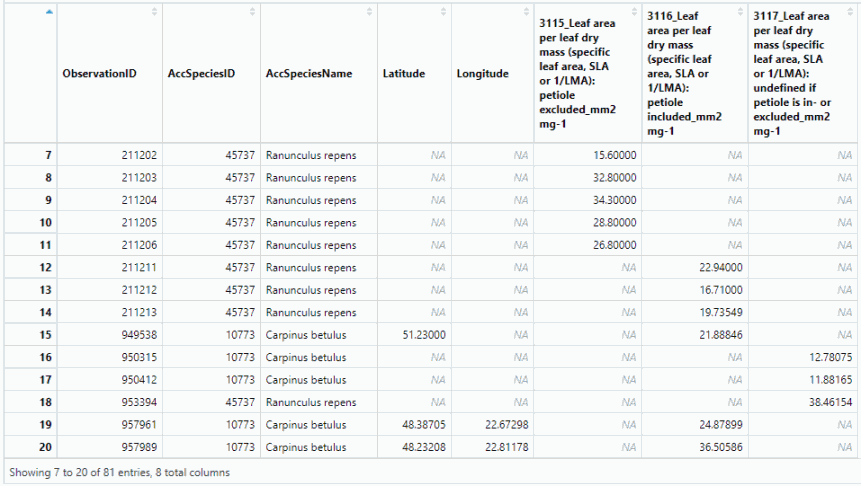 ObservationID AccSpeciesID AccSpeciesName Latitude Longitude 3115_Leaf area per leaf dry mass (specific leaf area, SLA or 1/LMA): petiole excluded_mm2 mg-1 3116_Leaf area per leaf dry mass (specific leaf area, SLA or 1/LMA): petiole included_mm2 mg-1 3117_Leaf area per leaf dry mass (specific leaf area, SLA or 1/LMA): undefined if petiole is in- or excluded_mm2 mg-1
7 211202 45737 Ranunculus repens NA NA 15.60000 NA NA
8 211203 45737 Ranunculus repens NA NA 32.80000 NA NA
9 211204 45737 Ranunculus repens NA NA 34.30000 NA NA
10 211205 45737 Ranunculus repens NA NA 28.80000 NA NA
11 211206 45737 Ranunculus repens NA NA 26.80000 NA NA
12 211211 45737 Ranunculus repens NA NA NA 22.94000 NA
13 211212 45737 Ranunculus repens NA NA NA 16.71000 NA
14 211213 45737 Ranunculus repens NA NA NA 19.73549 NA
15 949538 10773 Carpinus betulus 51.23000 NA NA 21.88846 NA
16 950315 10773 Carpinus betulus NA NA NA NA 12.78075
17 950412 10773 Carpinus betulus NA NA NA NA 11.88165
18 953394 45737 Ranunculus repens NA NA NA NA 38.46154
19 957961 10773 Carpinus betulus 48.38705 22.67298 NA 24.87899 NA
20 957989 10773 Carpinus betulus 48.23208 22.81178 NA 36.50586 NA
Showing 7 to 20 of 81 entries, 8 total columns